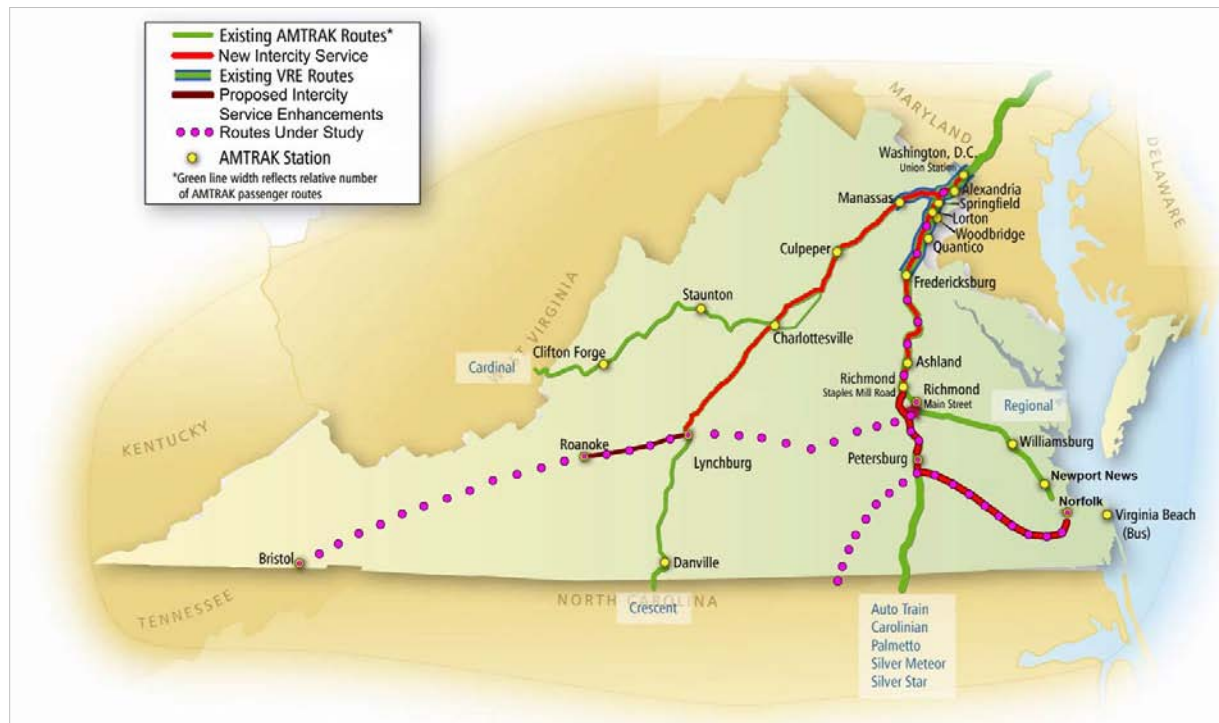 Existing AMTRAK Routes*
New Intercity Service
Existing VRE Routes
Proposed Intercity
Service Enhancements
Routes Under Study
AMTRAK Station
*Green line width reflects relative number
of AMTRAK passenger routes
MARYLAND
DELAWARE
Washington, D.C.
Union Station
Alexandria
Springfield
Manassas
Lorton
Woodbridge
Quantico
Culpeper
Fredericksburg
WEST VIRGINIA
Staunton
Charlottesville
Clifton Forge
Cardinal
Ashland
Richmond
Staples Mill Road
Richmond
Main Street
Regional
KENTUCKY
Roanoke
Lynchburg
Williamsburg
Petersburg
Newport News
Norfolk
Virginia Beach
(Bus)
Bristol
Danville
TENNESSEE
NORTH CAROLINA
Crescent
Auto Train
Carolinian
Palmetto
Silver Meteor
Silver Star